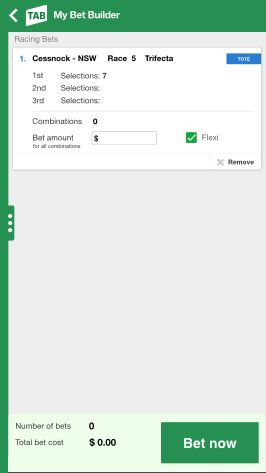 TAB My Bet Builder
Racing Bets
1. Cessnock - NSW Race 5 Trifecta TOTE
1st Selections: 7
2nd Selections:
3rd Selections:
Combinations 0
Bet amount $ Flexi
for all combinations
Remove
Number of bets 0
Total bet cost $ 0.00
Bet now